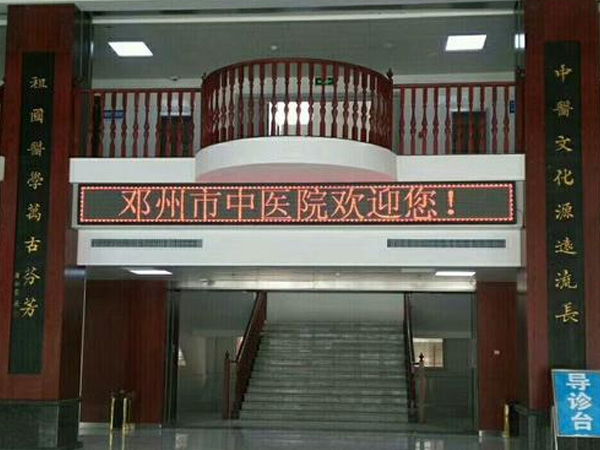 中醫文化源遠流長
祖國醫學萬古芬芳
邓州市中医院欢迎您！
导诊台